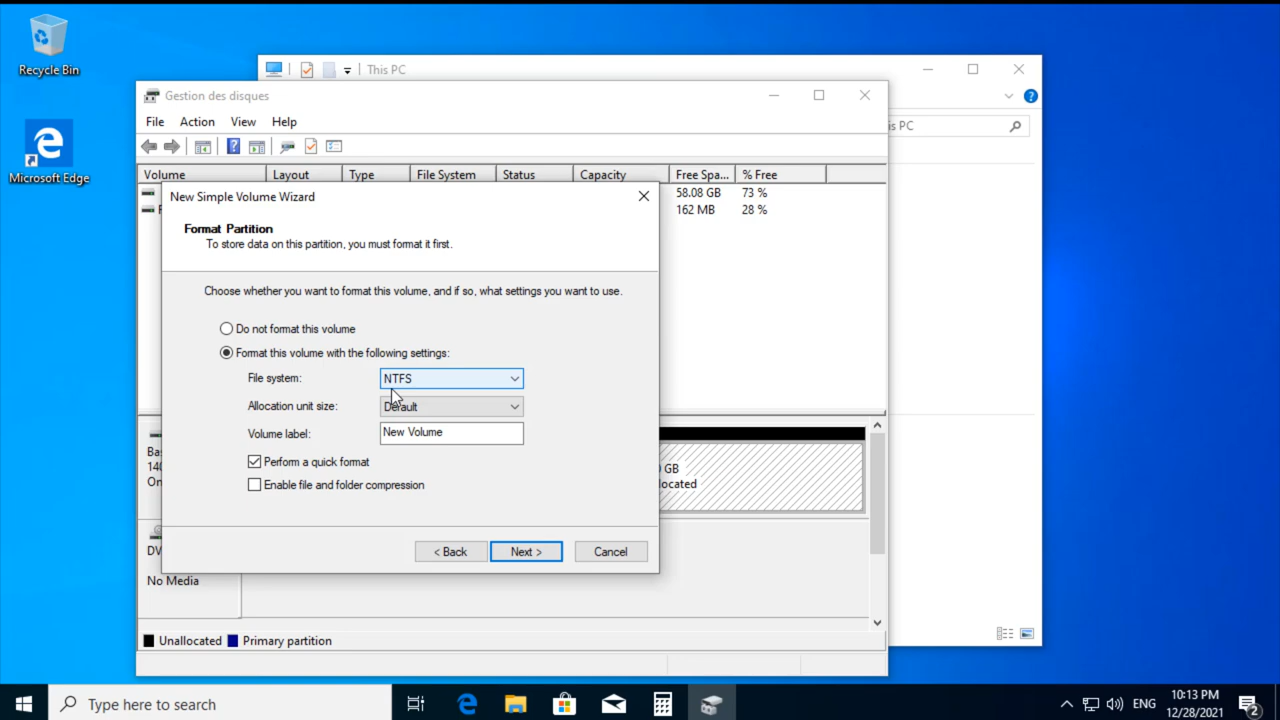 Recycle Bin
Microsoft Edge
This PC
is PC
Gestion des disques
File Action View Help
Volume Layout Type File System Status Capacity Free Spa... % Free
58.08 GB 73 %
162 MB 28 %
New Simple Volume Wizard
Format Partition
To store data on this partition, you must format it first.
Choose whether you want to format this volume, and if so, what settings you want to use.
Do not format this volume
Format this volume with the following settings:
File system: NTFS
Allocation unit size: Default
Volume label: New Volume
Perform a quick format
Enable file and folder compression
< Back Next > Cancel
Ba
140
On
GB
located
DV
No Media
Unallocated Primary partition
Type here to search
ENG
10:13 PM
12/28/2021
2